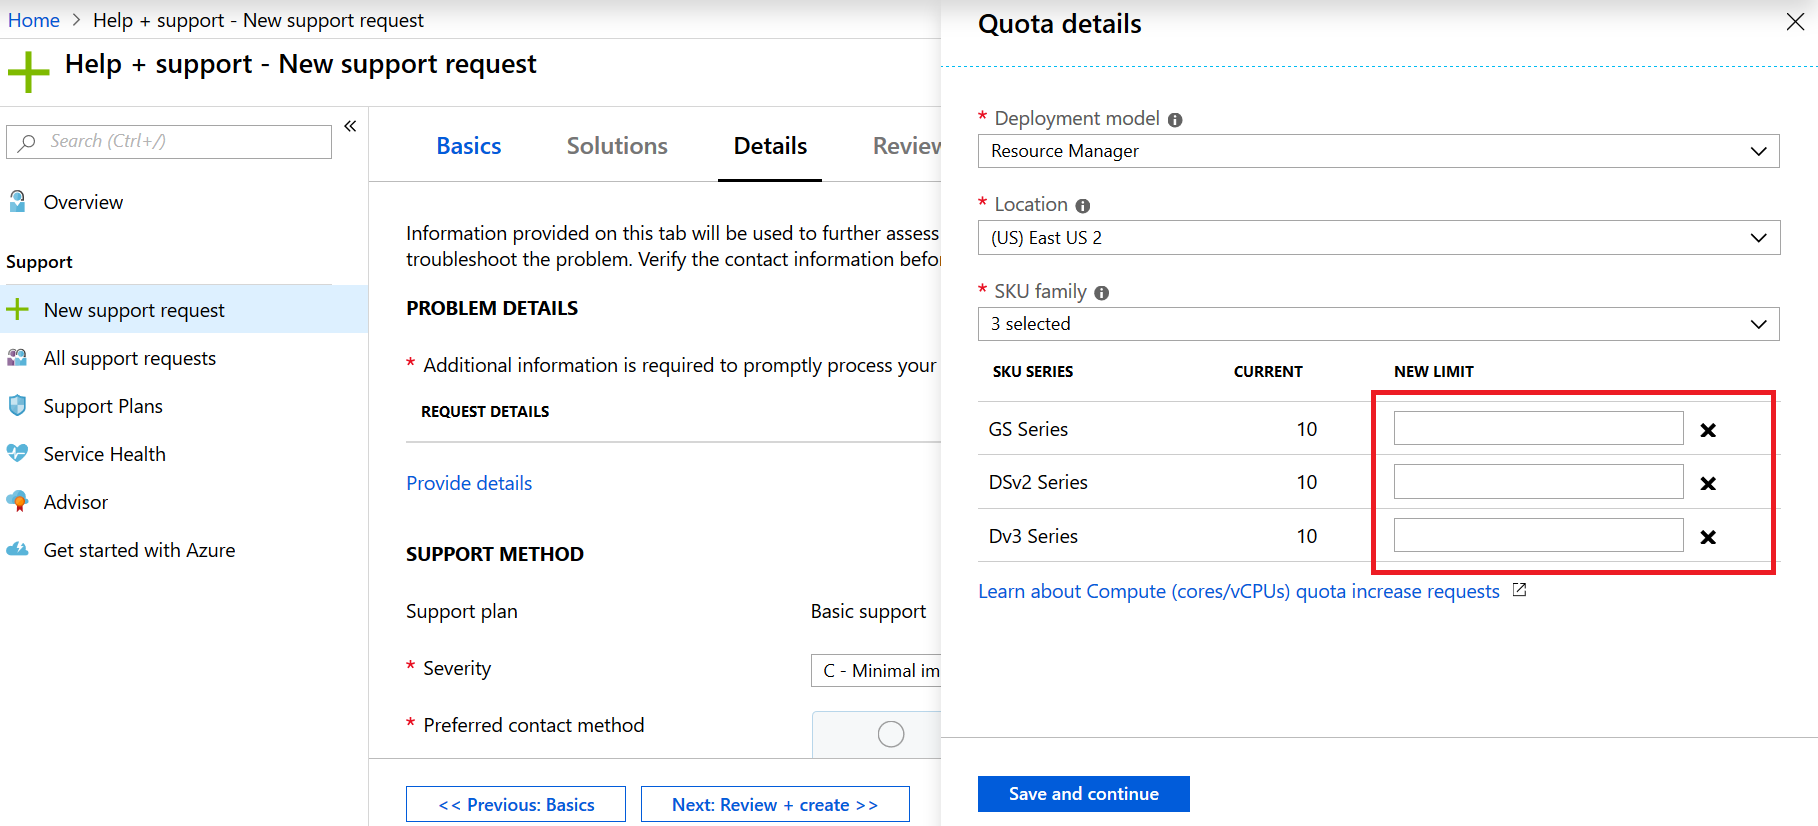 Home > Help + support - New support request
Help + support - New support request
Search (Ctrl+/)
«
Overview
Support
New support request
All support requests
Support Plans
Service Health
Advisor
Get started with Azure
Basics Solutions Details Review
Information provided on this tab will be used to further assess
troubleshoot the problem. Verify the contact information befo
PROBLEM DETAILS
* Additional information is required to promptly process your
REQUEST DETAILS
Provide details
SUPPORT METHOD
Support plan Basic support
* Severity C - Minimal im
* Preferred contact method
<< Previous: Basics Next: Review + create >>
Quota details
* Deployment model
Resource Manager
* Location
(US) East US 2
* SKU family
3 selected
SKU SERIES CURRENT NEW LIMIT
GS Series 10
DSv2 Series 10
Dv3 Series 10
Learn about Compute (cores/vCPUs) quota increase requests
Save and continue